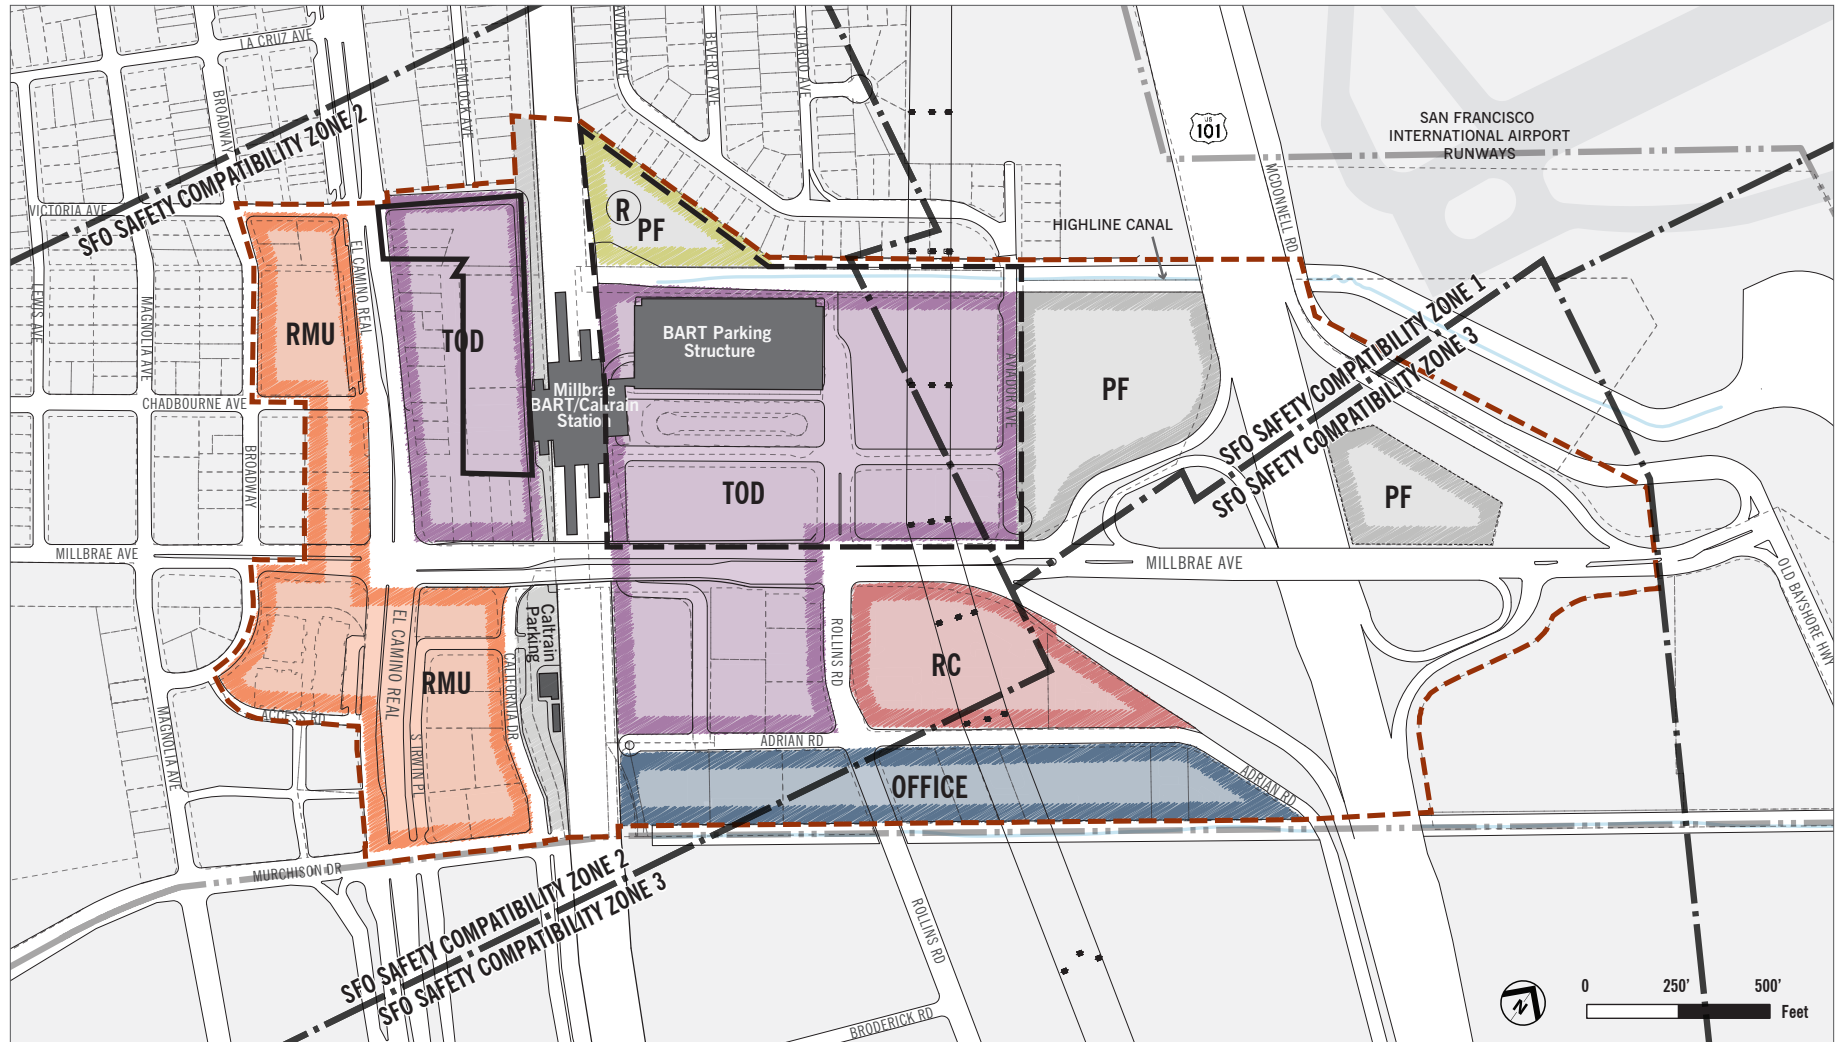 LA CRUZ AVE
BROADWAY
HEMLOCK AVE
AVIADOR AVE
BEVERLY AVE
CUARDO AVE
SFO SAFETY COMPATIBILITY ZONE 2
US
101
SAN FRANCISCO
INTERNATIONAL AIRPORT
RUNWAYS
VICTORIA AVE
MCDONNELL RD
HIGHLINE CANAL
R
PF
EL CAMINO REAL
LEWIS AVE
MAGNOLIA AVE
RMU
TOD
BART Parking
Structure
AVIADOR AVE
PF
SFO SAFETY COMPATIBILITY ZONE 1
SFO SAFETY COMPATIBILITY ZONE 3
CHADBOURNE AVE
Millbrae
BART/Caltrain
Station
BROADWAY
TOD
PF
MILLBRAE AVE
MILLBRAE AVE
OLD BAYSHORE HWY
EL CAMINO REAL
Caltrain
Parking
ROLLINS RD
RC
RMU
CALIFORNIA DR
ACCESS RD
MAGNOLIA AVE
S IRWIN PL
ADRIAN RD
OFFICE
ADRIAN RD
MURCHISON DR
SFO SAFETY COMPATIBILITY ZONE 2
SFO SAFETY COMPATIBILITY ZONE 3
ROLLINS RD
BRODERICK RD
N
0 250' 500'
Feet